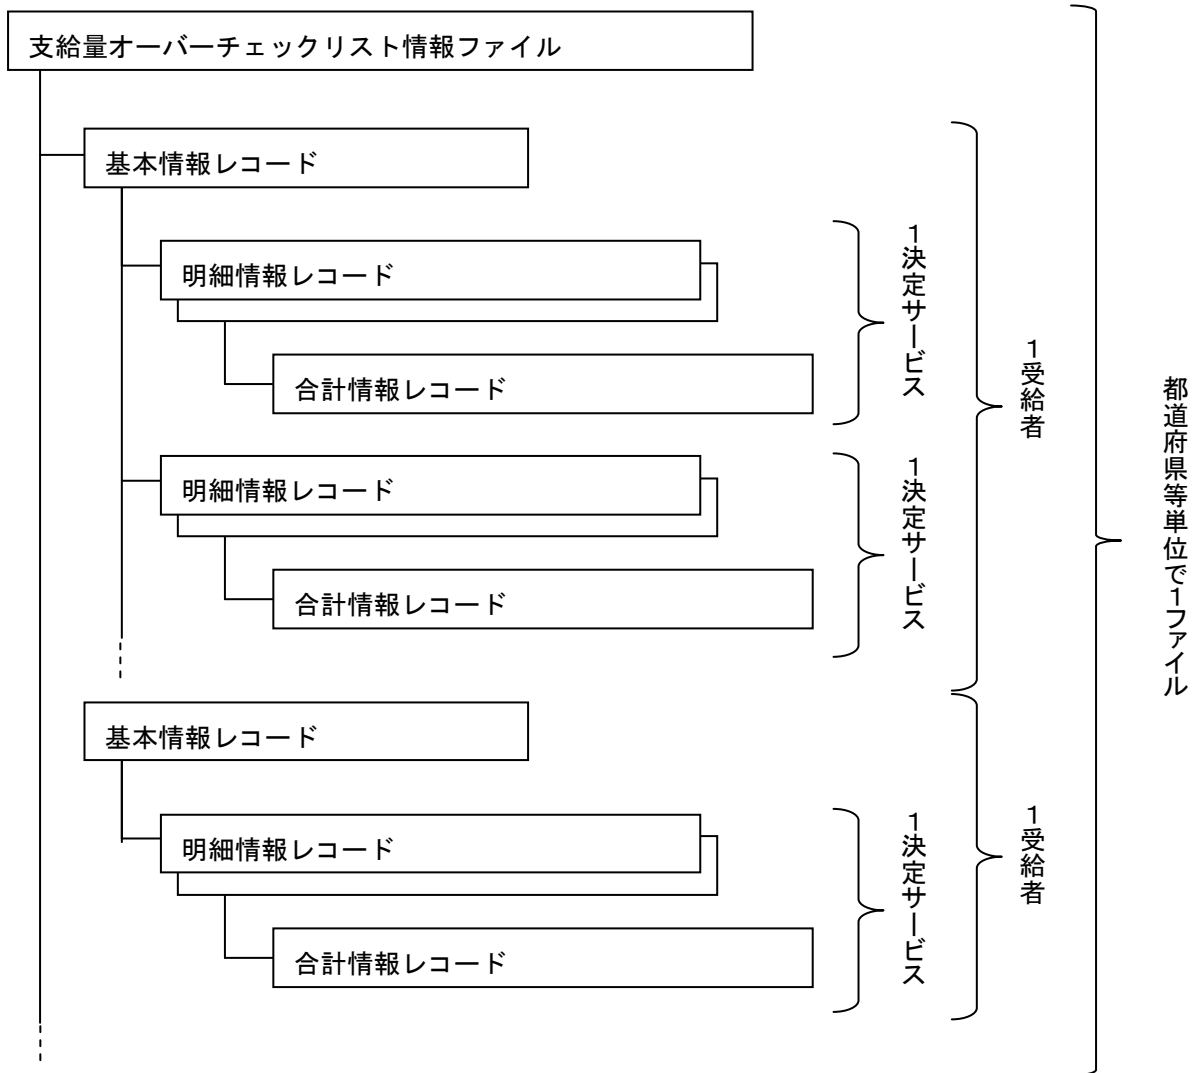 支給量オーバーチェックリスト情報ファイル
基本情報レコード
明細情報レコード
合計情報レコード
1決定サービス
明細情報レコード
合計情報レコード
1決定サービス
1受給者
基本情報レコード
明細情報レコード
合計情報レコード
1決定サービス
1受給者
都道府県等単位で1ファイル